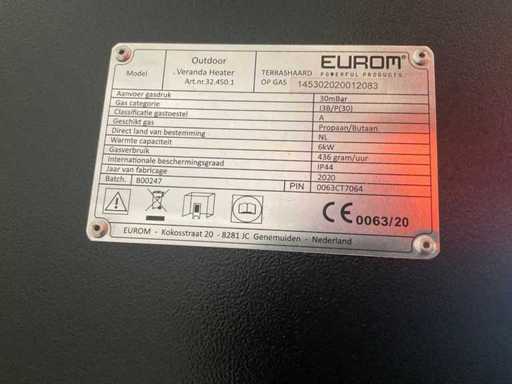 Model
Outdoor
Veranda Heater
Art.nr.32.450.1
TERRASHAARD
OP GAS
EUROM
POWERFUL PRODUCTS
145302020012083
Aanvoer gasdruk 30mBar
Gas categorie I3B/P(30)
Classificatie gastoestel A
Geschikt gas Propaan/Butaan
Direct land van bestemming NL
Warmte capaciteit 6kW
Gasverbruik 436 gram/uur
Internationale beschermingsgraad IP44
Jaar van fabricage 2020
Batch. 800247 PIN 0063CT7064
CE 0063/20
EUROM - Kokosstraat 20 - 8281 JC Genemuiden - Nederland